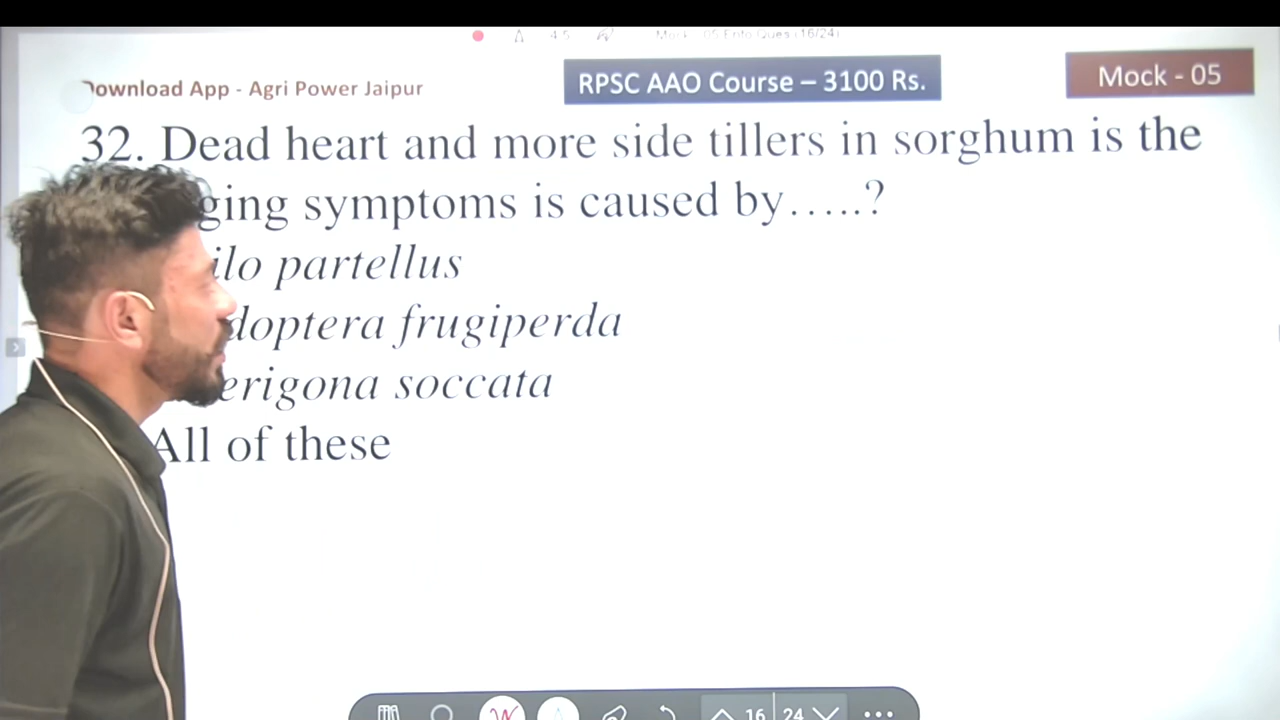 Download App - Agri Power Jaipur
RPSC AAO Course – 3100 Rs.
Mock - 05
32. Dead heart and more side tillers in sorghum is the
ging symptoms is caused by…..?
ilo partellus
doptera frugiperda
erigona soccata
All of these
16 24